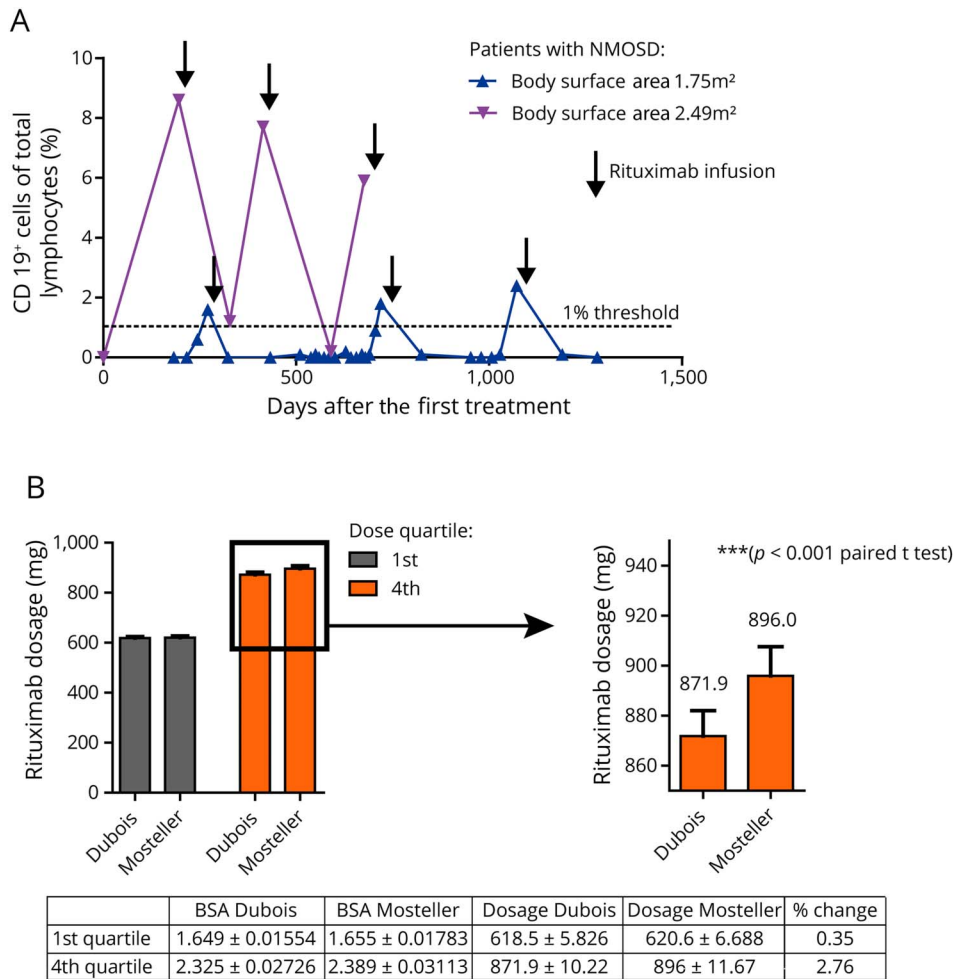 A
CD 19⁺ cells of total
lymphocytes (%)
10
8
6
4
2
0
0
500
1,000
1,500
Days after the first treatment
Patients with NMOSD:
Body surface area 1.75m²
Body surface area 2.49m²
Rituximab infusion
1% threshold
B
Rituximab dosage (mg)
1,000
800
600
400
200
0
Dubois
Mosteller
Dubois
Mosteller
Dose quartile:
1st
4th
***(p < 0.001 paired t test)
Rituximab dosage (mg)
940
920
900
880
860
871.9
896.0
Dubois
Mosteller
BSA Dubois BSA Mosteller Dosage Dubois Dosage Mosteller % change
1st quartile 1.649 ± 0.01554 1.655 ± 0.01783 618.5 ± 5.826 620.6 ± 6.688 0.35
4th quartile 2.325 ± 0.02726 2.389 ± 0.03113 871.9 ± 10.22 896 ± 11.67 2.76